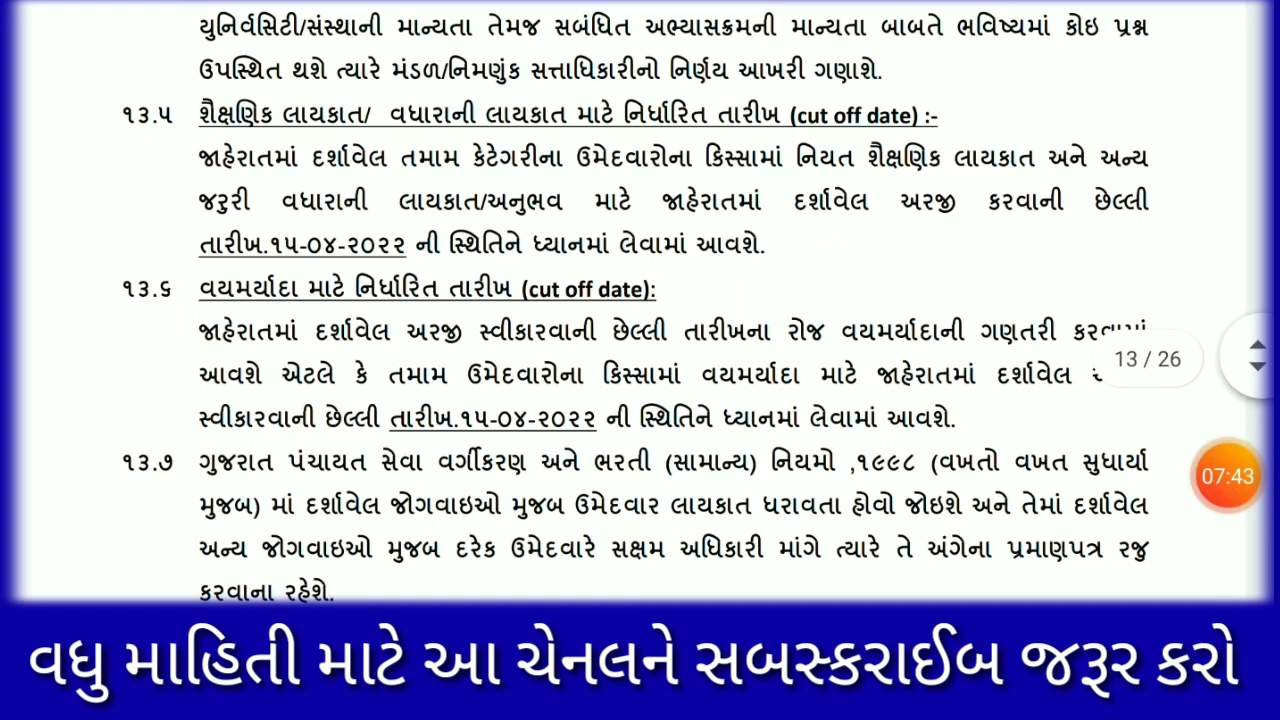 યુનિર્વસિટી/સંસ્થાની માન્યતા તેમજ સબંધિત અભ્યાસક્રમની માન્યતા બાબતે ભવિષ્યમાં કોઇ પ્રશ્ન
ઉપસ્થિત થશે ત્યારે મંડળ/નિમણુંક સત્તાધિકારીનો નિર્ણય આખરી ગણાશે.
૧૩.૫ શૈક્ષણિક લાયકાત/ વધારાની લાયકાત માટે નિર્ધારિત તારીખ (cut off date) :-
જાહેરાતમાં દર્શાવેલ તમામ કેટેગરીના ઉમેદવારોના કિસ્સામાં નિયત શૈક્ષણિક લાયકાત અને અન્ય
જરુરી વધારાની લાયકાત/અનુભવ માટે જાહેરાતમાં દર્શાવેલ અરજી કરવાની છેલ્લી
તારીખ.૧૫-૦૪-૨૦૨૨ ની સ્થિતિને ધ્યાનમાં લેવામાં આવશે.
૧૩.૬ વયમર્યાદા માટે નિર્ધારિત તારીખ (cut off date):
જાહેરાતમાં દર્શાવેલ અરજી સ્વીકારવાની છેલ્લી તારીખના રોજ વયમર્યાદાની ગણતરી કરવામાં
આવશે એટલે કે તમામ ઉમેદવારોના કિસ્સામાં વયમર્યાદા માટે જાહેરાતમાં દર્શાવેલ
13 / 26
સ્વીકારવાની છેલ્લી તારીખ.૧૫-૦૪-૨૦૨૨ ની સ્થિતિને ધ્યાનમાં લેવામાં આવશે.
૧૩.૭ ગુજરાત પંચાયત સેવા વર્ગીકરણ અને ભરતી (સામાન્ય) નિયમો ,૧૯૯૮ (વખતો વખત સુધાર્યા
07:43
મુજબ) માં દર્શાવેલ જોગવાઇઓ મુજબ ઉમેદવાર લાયકાત ધરાવતા હોવો જોઇશે અને તેમાં દર્શાવેલ
અન્ય જોગવાઇઓ મુજબ દરેક ઉમેદવારે સક્ષમ અધિકારી માંગે ત્યારે તે અંગેના પ્રમાણપત્ર રજુ
કરવાના રહેશે.
વધુ માહિતી માટે આ ચેનલને સબસ્કરાઈબ જરૂર કરો